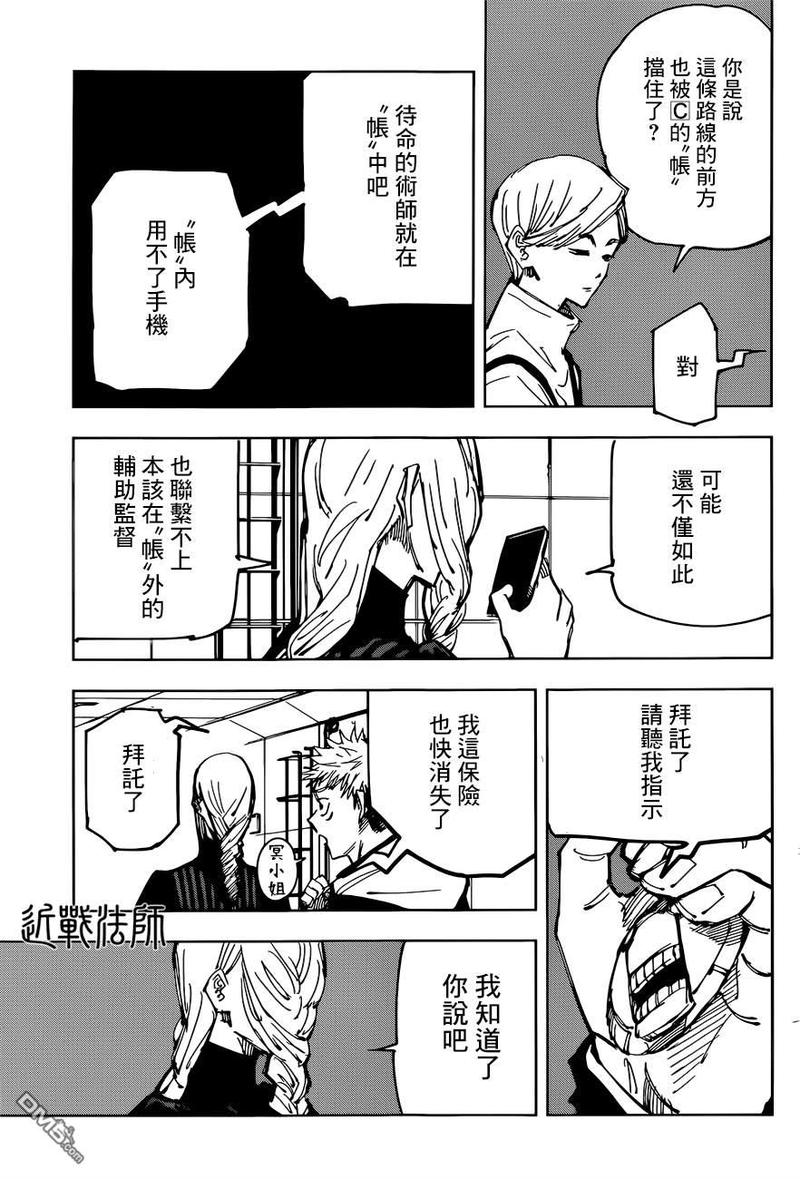 你是說
這條路線的前方
也被C的〝帳〞
擋住了？
對
待命的術師就在
〝帳〞中吧
〝帳〞內
用不了手機
可能
還不僅如此
也聯繫不上
本該在〝帳〞外的
輔助監督
拜託了
請聽我指示
我這保險
也快消失了
冥小姐
拜託了
我知道了
你說吧
近戰法師
DM5.com